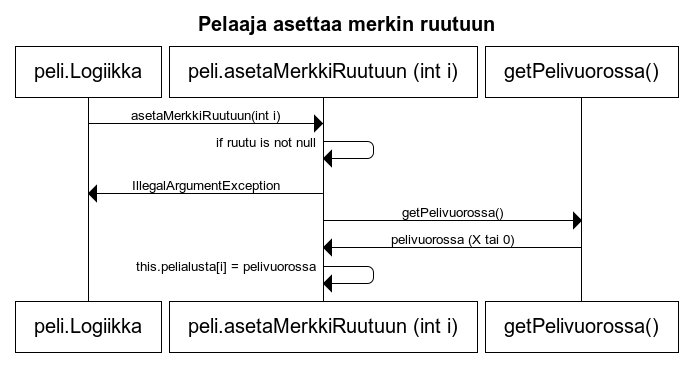 Pelaaja asettaa merkin ruutuun
peli.Logiikka
peli.asetaMerkkiRuutuun (int i)
getPelivuorossa()
asetaMerkkiRuutuun(int i)
if ruutu is not null
IllegalArgumentException
getPelivuorossa()
pelivuorossa (X tai 0)
this.pelialusta[i] = pelivuorossa
peli.Logiikka
peli.asetaMerkkiRuutuun (int i)
getPelivuorossa()